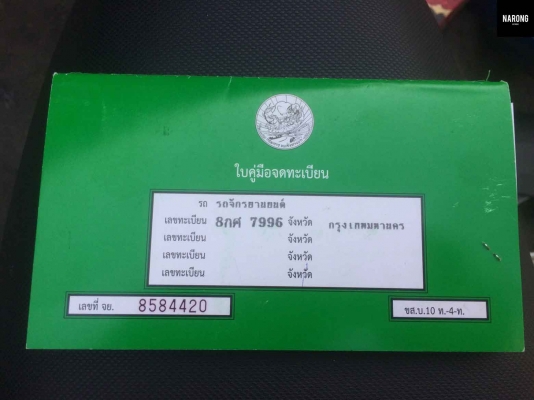 NARONG
ใบคู่มือจดทะเบียน
รถ รถจักรยานยนต์
เลขทะเบียน 8กศ 7996 จังหวัด กรุงเทพมหานคร
เลขทะเบียน จังหวัด
เลขทะเบียน จังหวัด
เลขทะเบียน จังหวัด
เลขที่ จย. 8584420
ขส.บ.10 ท.-4-ท.